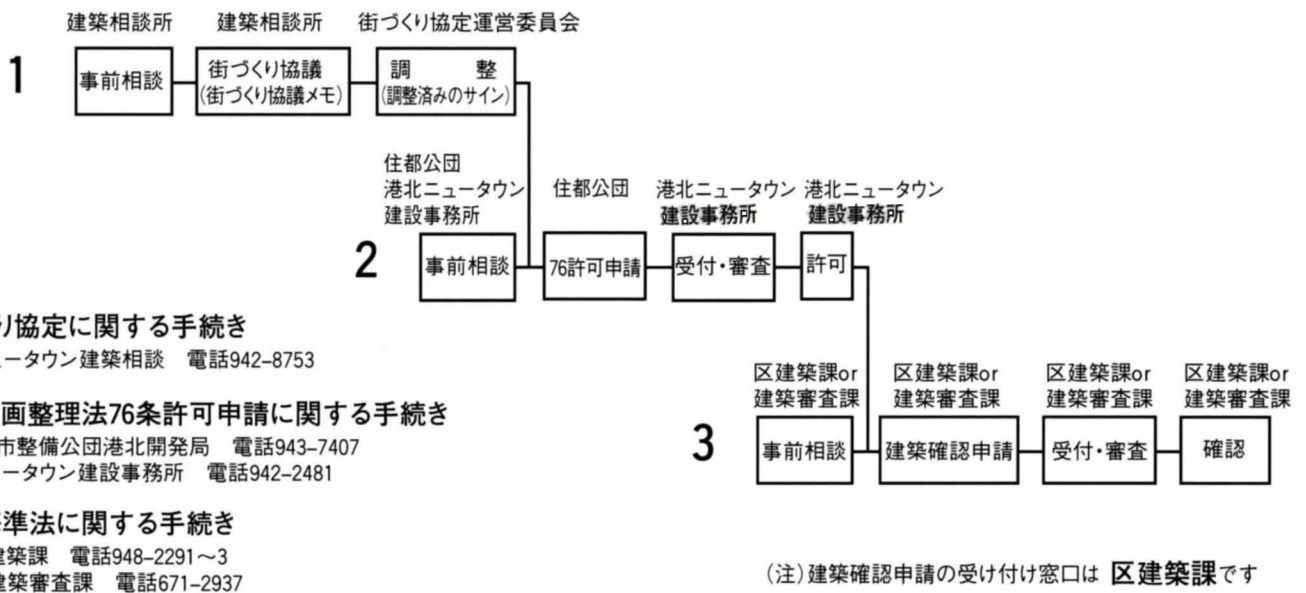 建築相談所　建築相談所　街づくり協定運営委員会
1
事前相談
街づくり協議
(街づくり協議メモ)
調　整
(調整済みのサイン)
住都公団
港北ニュータウン
建設事務所
住都公団
港北ニュータウン
建設事務所
港北ニュータウン
建設事務所
2
事前相談
76許可申請
受付・審査
許可
り協定に関する手続き
ュータウン建築相談　電話942–8753
画整理法76条許可申請に関する手続き
市整備公団港北開発局　電話943–7407
ュータウン建設事務所　電話942–2481
準法に関する手続き
建築課　電話948–2291～3
建築審査課　電話671–2937
区建築課or
建築審査課
区建築課or
建築審査課
区建築課or
建築審査課
区建築課or
建築審査課
3
事前相談
建築確認申請
受付・審査
確認
(注)建築確認申請の受け付け窓口は 区建築課です